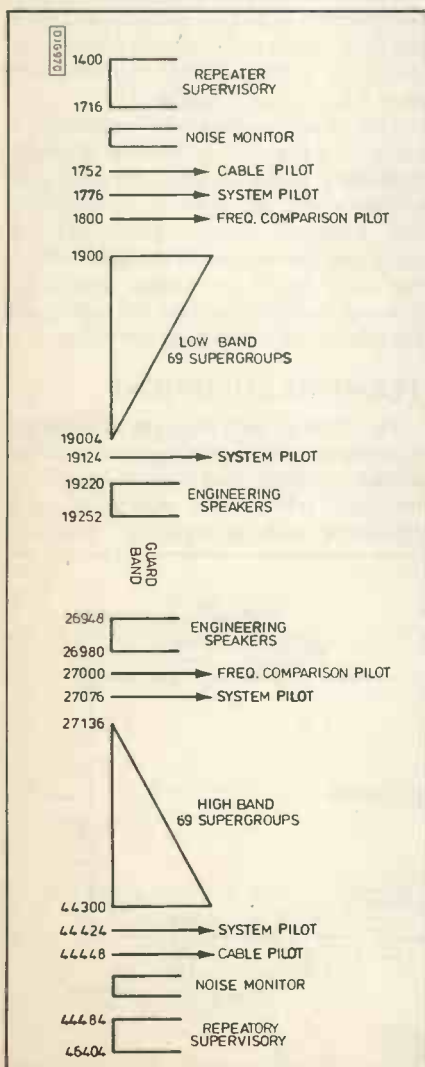 DJG970
1400
REPEATER
SUPERVISORY
1716
NOISE MONITOR
1752 CABLE PILOT
1776 SYSTEM PILOT
1800 FREQ. COMPARISON PILOT
1900
LOW BAND
69 SUPERGROUPS
19004
19124 SYSTEM PILOT
19220
ENGINEERING
SPEAKERS
19252
GUARD
BAND
26948
ENGINEERING
SPEAKERS
26980
27000 FREQ. COMPARISON PILOT
27076 SYSTEM PILOT
27136
HIGH BAND
69 SUPERGROUPS
44300
44424 SYSTEM PILOT
44448 CABLE PILOT
NOISE MONITOR
44484
REPEATORY
SUPERVISORY
46404